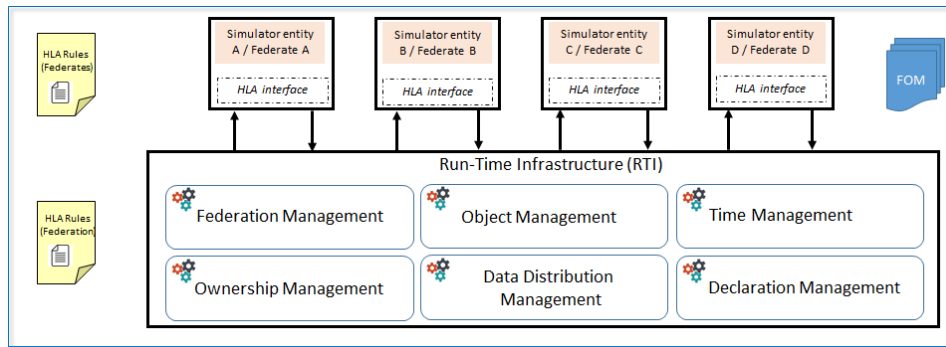 HLA Rules
(Federates)
Simulator entity
A / Federate A
HLA interface
Simulator entity
B / Federate B
HLA interface
Simulator entity
C / Federate C
HLA interface
Simulator entity
D / Federate D
HLA interface
FOM
Run-Time Infrastructure (RTI)
HLA Rules
(Federation)
Federation Management
Object Management
Time Management
Ownership Management
Data Distribution
Management
Declaration Management